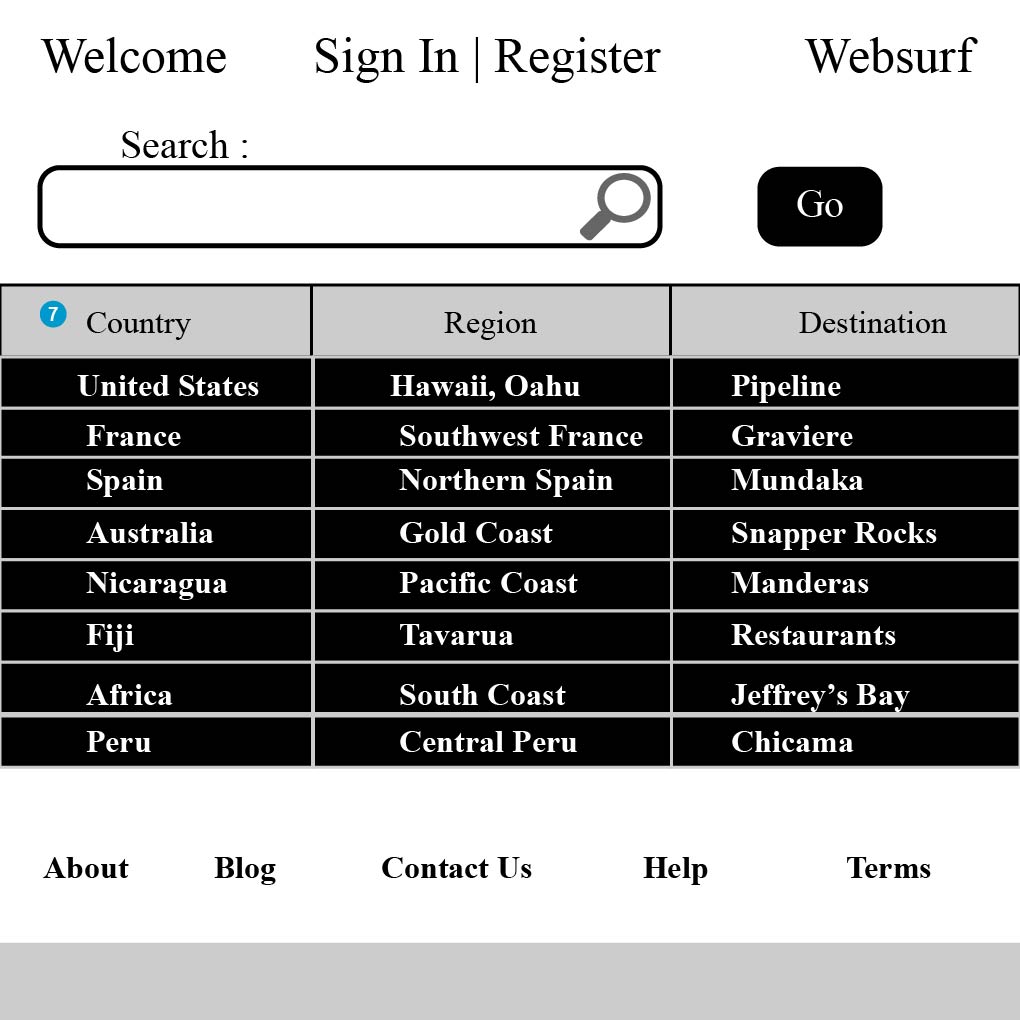 Welcome Sign In | Register Websurf
Search :
Go
7 Country Region Destination
United States Hawaii, Oahu Pipeline
France Southwest France Graviere
Spain Northern Spain Mundaka
Australia Gold Coast Snapper Rocks
Nicaragua Pacific Coast Manderas
Fiji Tavarua Restaurants
Africa South Coast Jeffrey’s Bay
Peru Central Peru Chicama
About Blog Contact Us Help Terms